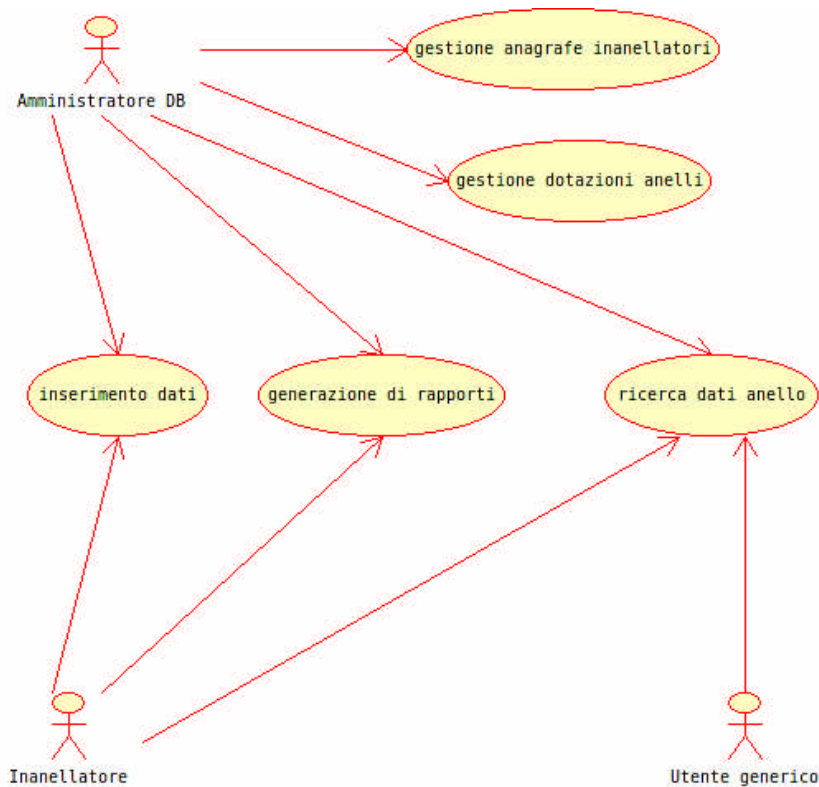 gestione anagrafe inanellatori
Amministratore DB
gestione dotazioni anelli
inserimento dati
generazione di rapporti
ricerca dati anello
Inanellatore
Utente generico